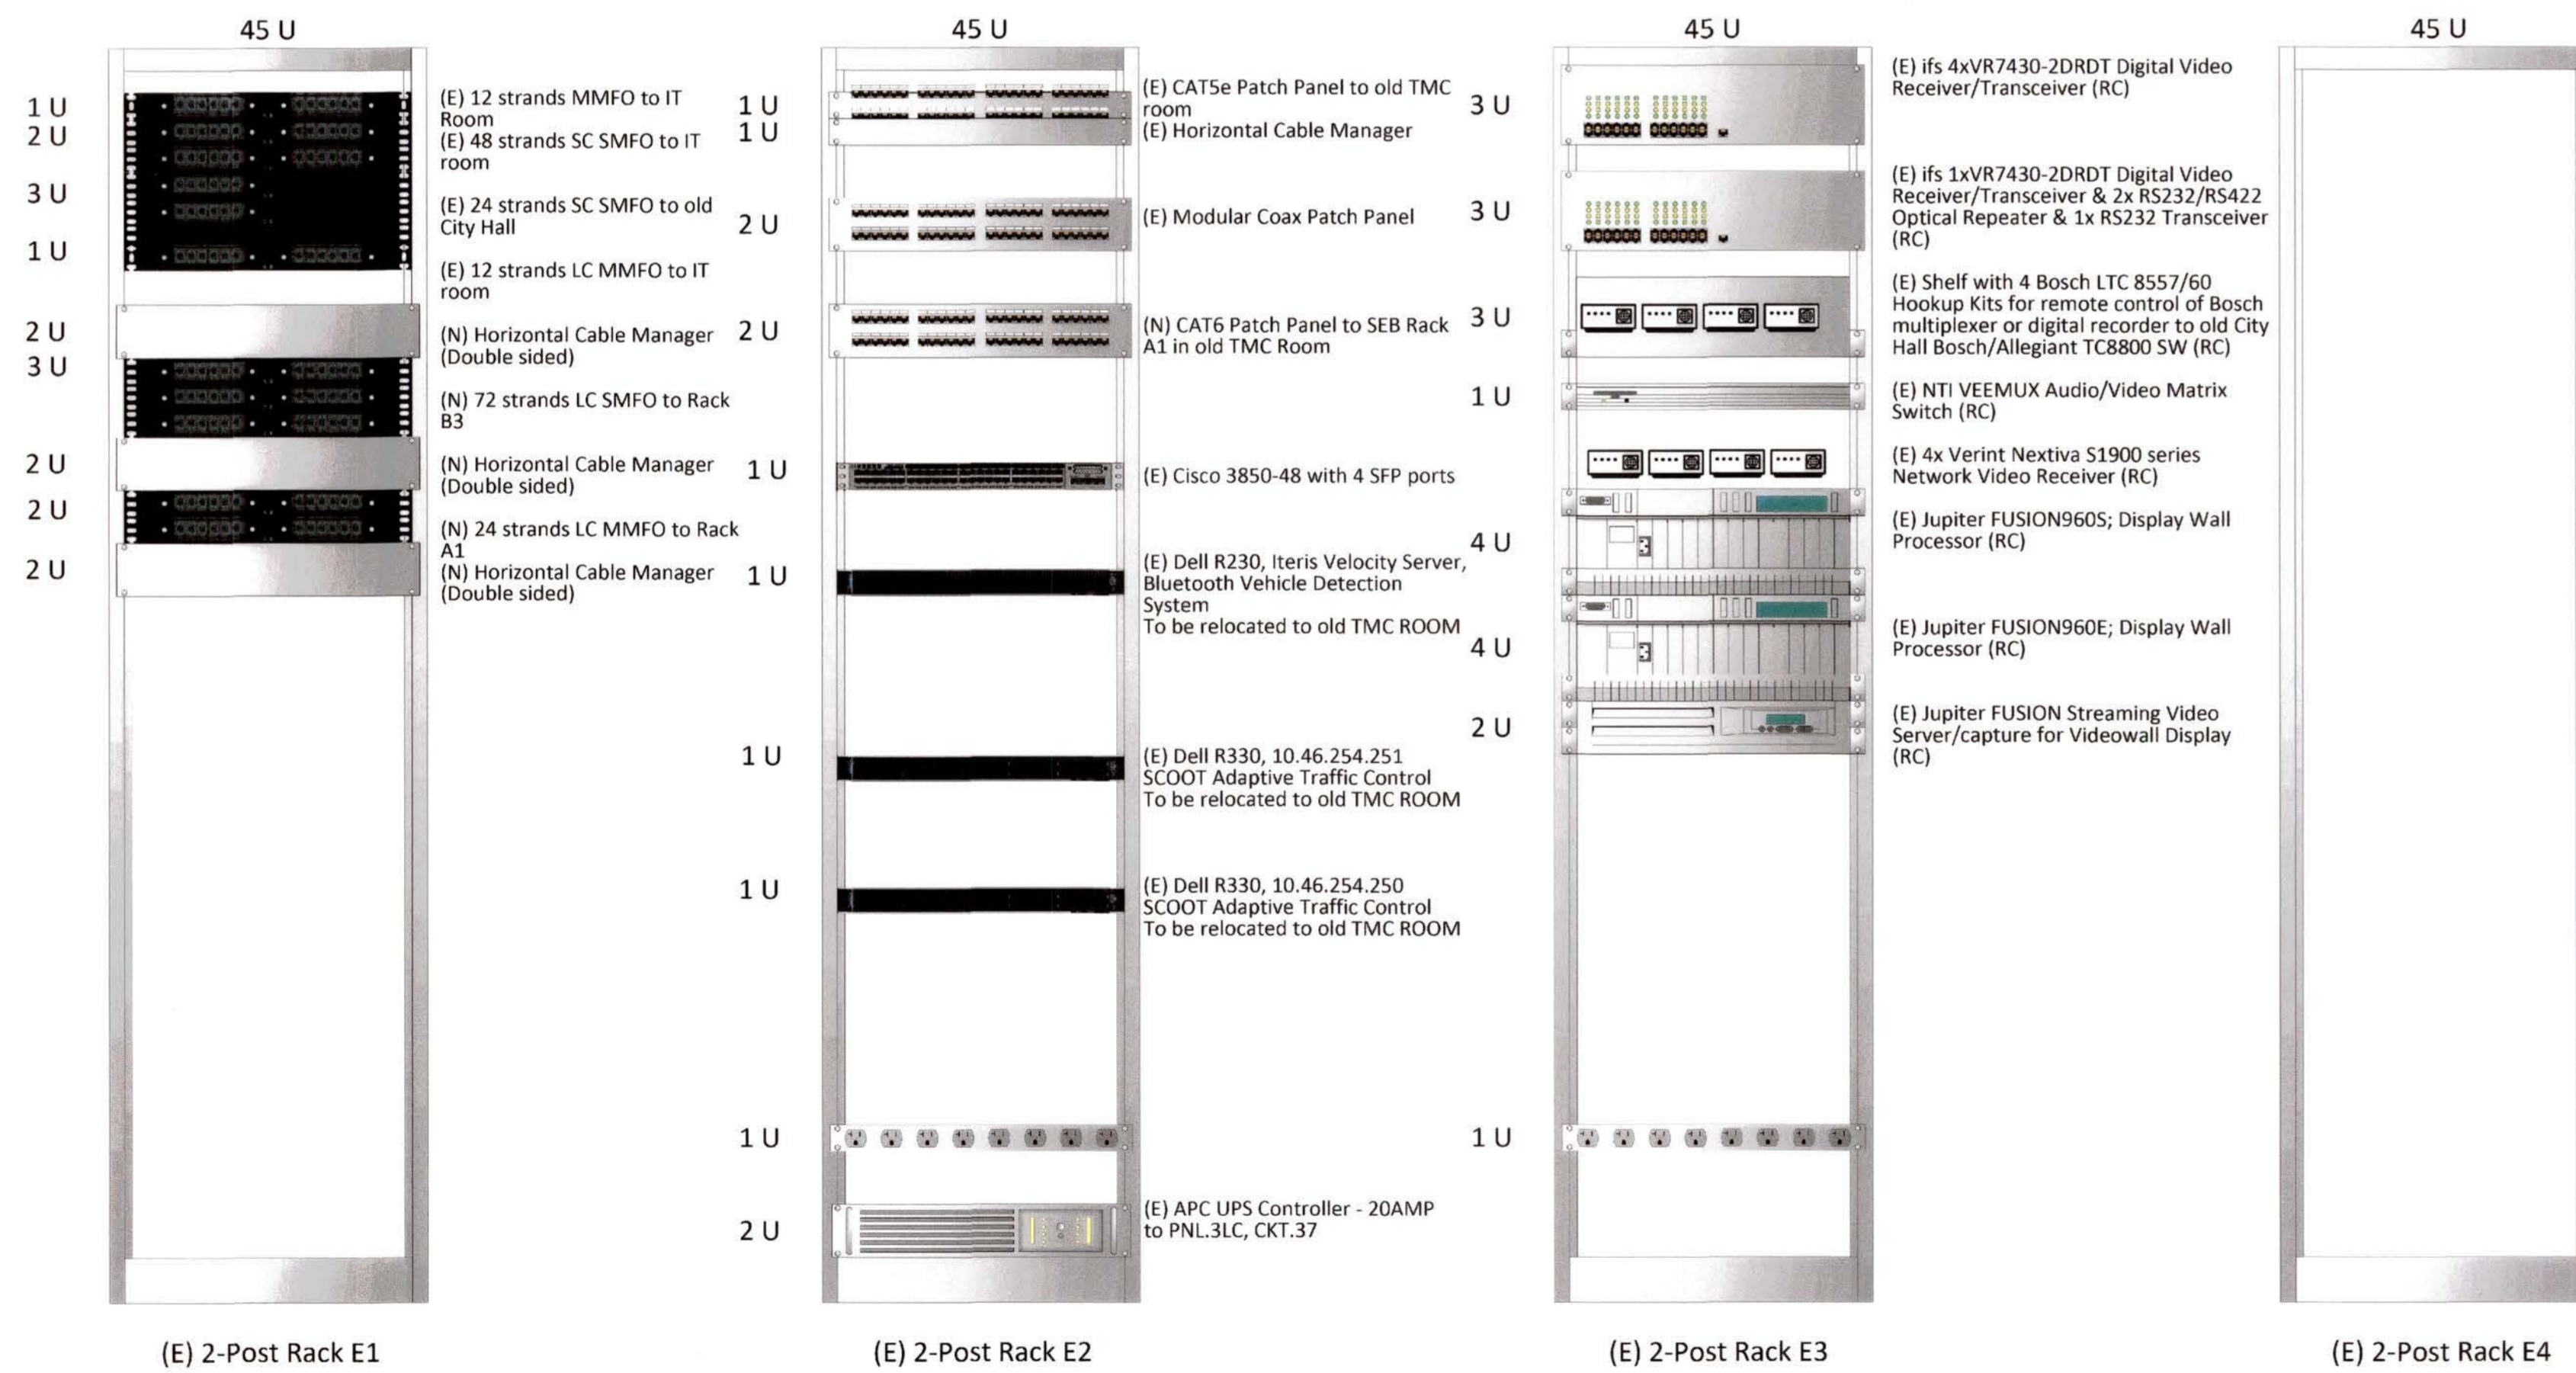 45 U
1 U
2 U
3 U
1 U
2 U
3 U
2 U
2 U
2 U
(E) 12 strands MMFO to IT
Room
(E) 48 strands SC SMFO to IT
room
(E) 24 strands SC SMFO to old
City Hall
(E) 12 strands LC MMFO to IT
room
(N) Horizontal Cable Manager
(Double sided)
(N) 72 strands LC SMFO to Rack
B3
(N) Horizontal Cable Manager
(Double sided)
(N) 24 strands LC MMFO to Rack
A1
(N) Horizontal Cable Manager
(Double sided)
(E) 2-Post Rack E1
45 U
1 U
1 U
2 U
2 U
1 U
1 U
1 U
1 U
1 U
2 U
(E) CAT5e Patch Panel to old TMC
room
(E) Horizontal Cable Manager
(E) Modular Coax Patch Panel
(N) CAT6 Patch Panel to SEB Rack
A1 in old TMC Room
(E) Cisco 3850-48 with 4 SFP ports
(E) Dell R230, Iteris Velocity Server,
Bluetooth Vehicle Detection
System
To be relocated to old TMC ROOM
(E) Dell R330, 10.46.254.251
SCOOT Adaptive Traffic Control
To be relocated to old TMC ROOM
(E) Dell R330, 10.46.254.250
SCOOT Adaptive Traffic Control
To be relocated to old TMC ROOM
(E) APC UPS Controller - 20AMP
to PNL.3LC, CKT.37
(E) 2-Post Rack E2
45 U
3 U
3 U
3 U
1 U
4 U
4 U
2 U
1 U
(E) ifs 4xVR7430-2DRDT Digital Video
Receiver/Transceiver (RC)
(E) ifs 1xVR7430-2DRDT Digital Video
Receiver/Transceiver & 2x RS232/RS422
Optical Repeater & 1x RS232 Transceiver
(RC)
(E) Shelf with 4 Bosch LTC 8557/60
Hookup Kits for remote control of Bosch
multiplexer or digital recorder to old City
Hall Bosch/Allegiant TC8800 SW (RC)
(E) NTI VEEMUX Audio/Video Matrix
Switch (RC)
(E) 4x Verint Nextiva S1900 series
Network Video Receiver (RC)
(E) Jupiter FUSION960S; Display Wall
Processor (RC)
(E) Jupiter FUSION960E; Display Wall
Processor (RC)
(E) Jupiter FUSION Streaming Video
Server/capture for Videowall Display
(RC)
(E) 2-Post Rack E3
45 U
(E) 2-Post Rack E4